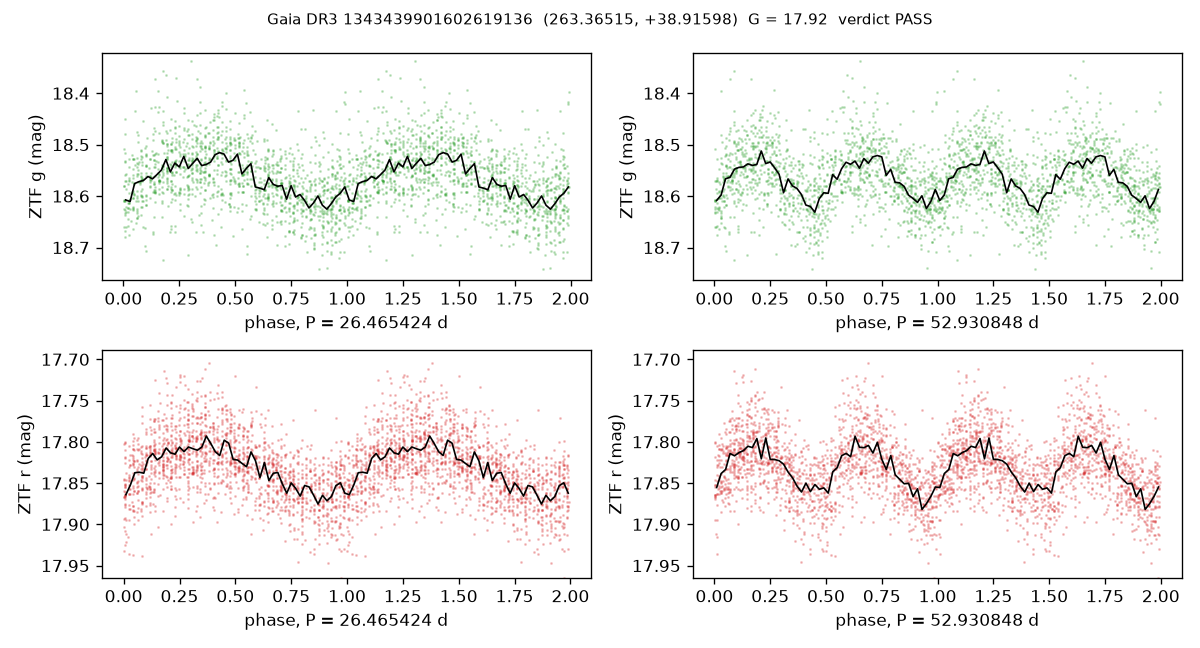 Gaia DR3 1343439901602619136  (263.36515, +38.91598)  G = 17.92  verdict PASS
ZTF g (mag)
18.4
18.5
18.6
18.7
0.00 0.25 0.50 0.75 1.00 1.25 1.50 1.75 2.00
phase, P = 26.465424 d
ZTF g (mag)
18.4
18.5
18.6
18.7
0.00 0.25 0.50 0.75 1.00 1.25 1.50 1.75 2.00
phase, P = 52.930848 d
ZTF r (mag)
17.70
17.75
17.80
17.85
17.90
17.95
0.00 0.25 0.50 0.75 1.00 1.25 1.50 1.75 2.00
phase, P = 26.465424 d
ZTF r (mag)
17.70
17.75
17.80
17.85
17.90
17.95
0.00 0.25 0.50 0.75 1.00 1.25 1.50 1.75 2.00
phase, P = 52.930848 d